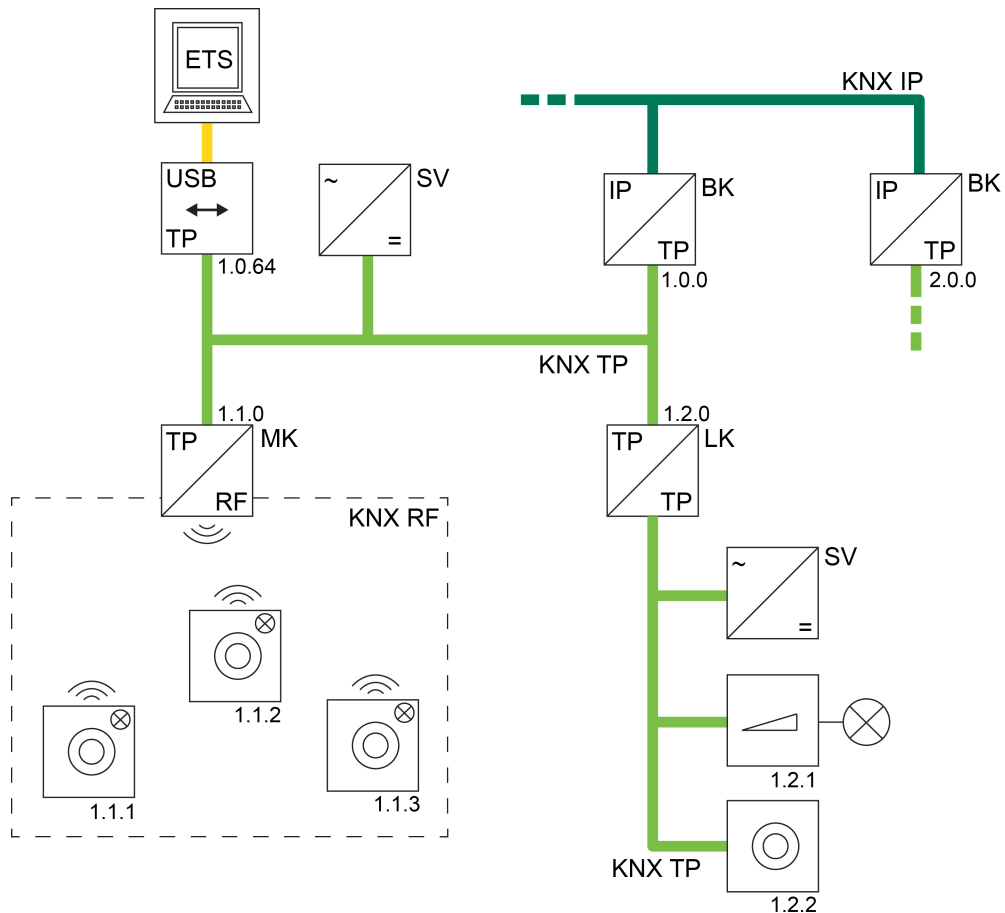 ETS
KNX IP
USB
TP
1.0.64
~
=
SV
IP
TP
BK
1.0.0
IP
TP
BK
2.0.0
KNX TP
1.1.0
TP
RF
MK
1.2.0
TP
TP
LK
KNX RF
~
=
SV
1.1.2
1.1.1
1.1.3
1.2.1
KNX TP
1.2.2